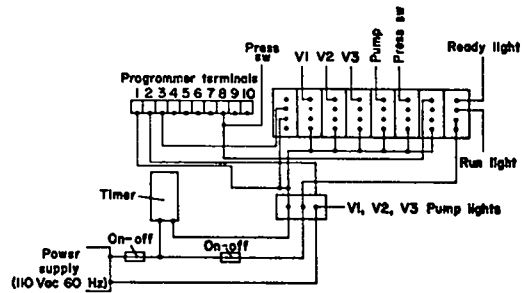 Press
sw
V1 V2 V3
Pump
Press sw
Ready light
Programmer terminals
1 2 3 4 5 6 7 8 9 10
Run light
Timer
V1, V2, V3 Pump lights
On-off
On-off
Power
supply
(110 Vac 60 Hz)